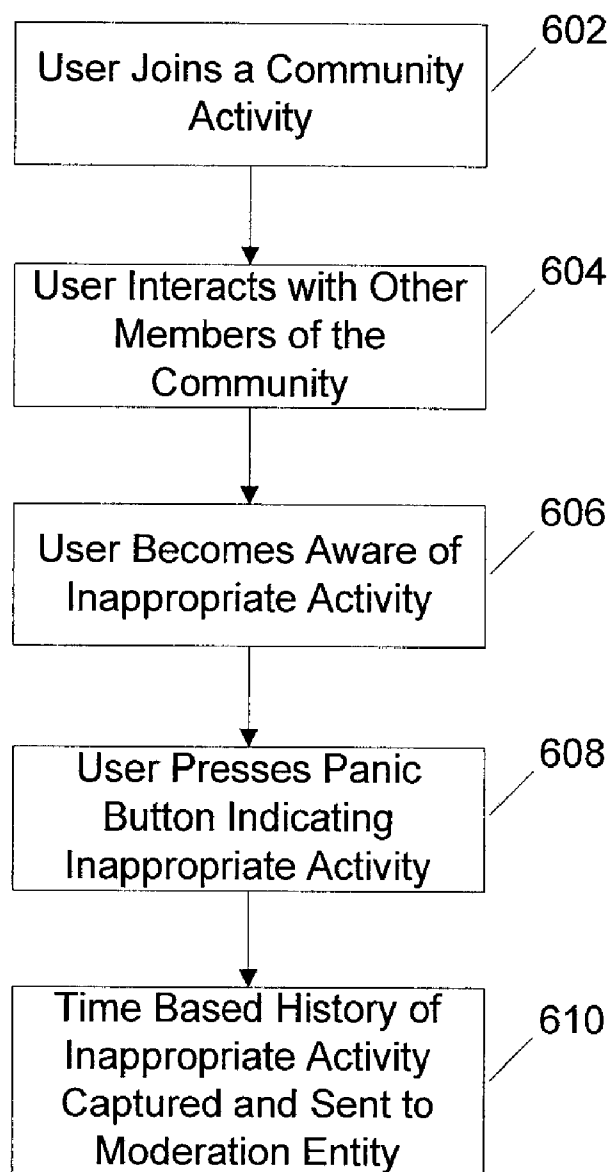 602
User Joins a Community
Activity
604
User Interacts with Other
Members of the
Community
606
User Becomes Aware of
Inappropriate Activity
608
User Presses Panic
Button Indicating
Inappropriate Activity
610
Time Based History of
Inappropriate Activity
Captured and Sent to
Moderation Entity